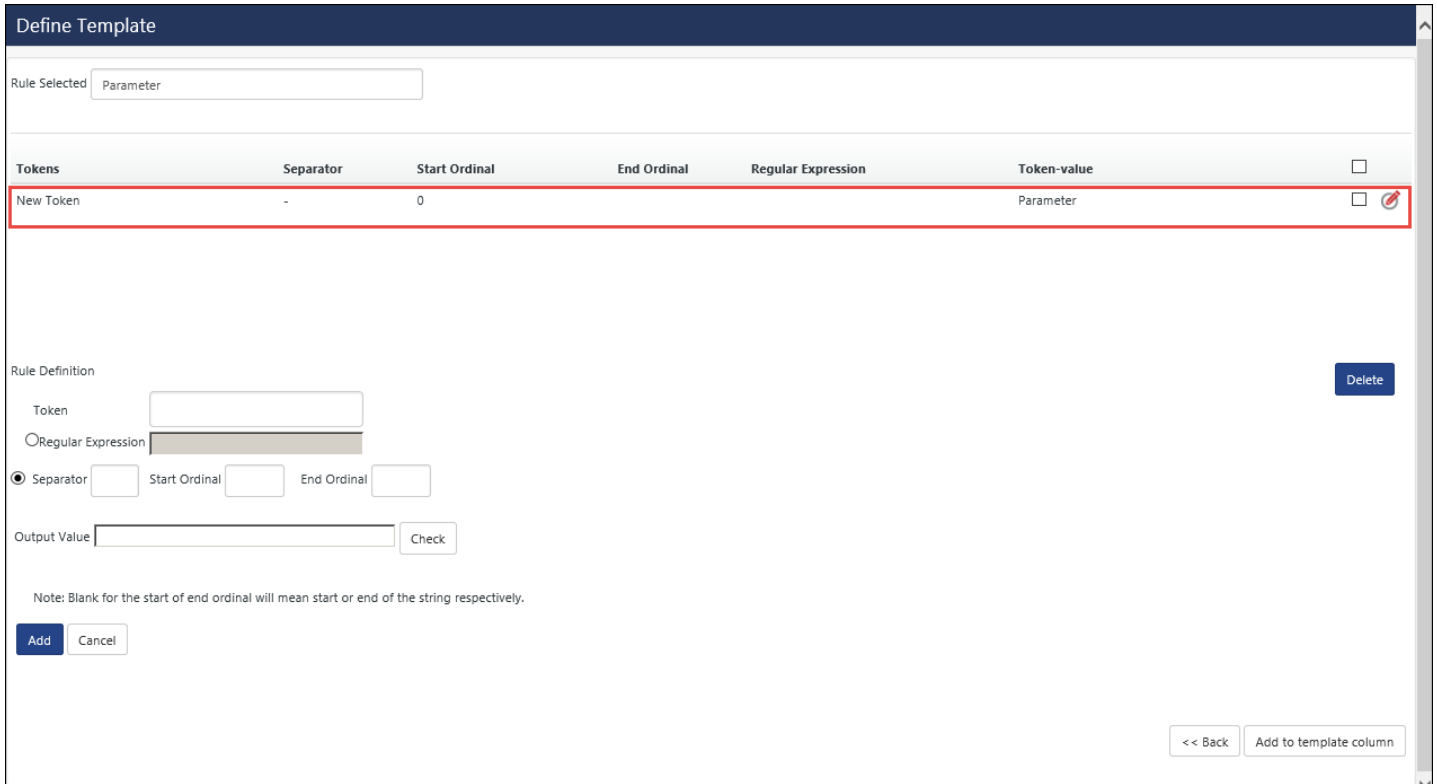 Define Template
Rule Selected Parameter
Tokens Separator Start Ordinal End Ordinal Regular Expression Token-value
New Token - 0 Parameter
Rule Definition
Delete
Token
Regular Expression
Separator Start Ordinal End Ordinal
Output Value Check
Note: Blank for the start of end ordinal will mean start or end of the string respectively.
Add Cancel
<< Back Add to template column